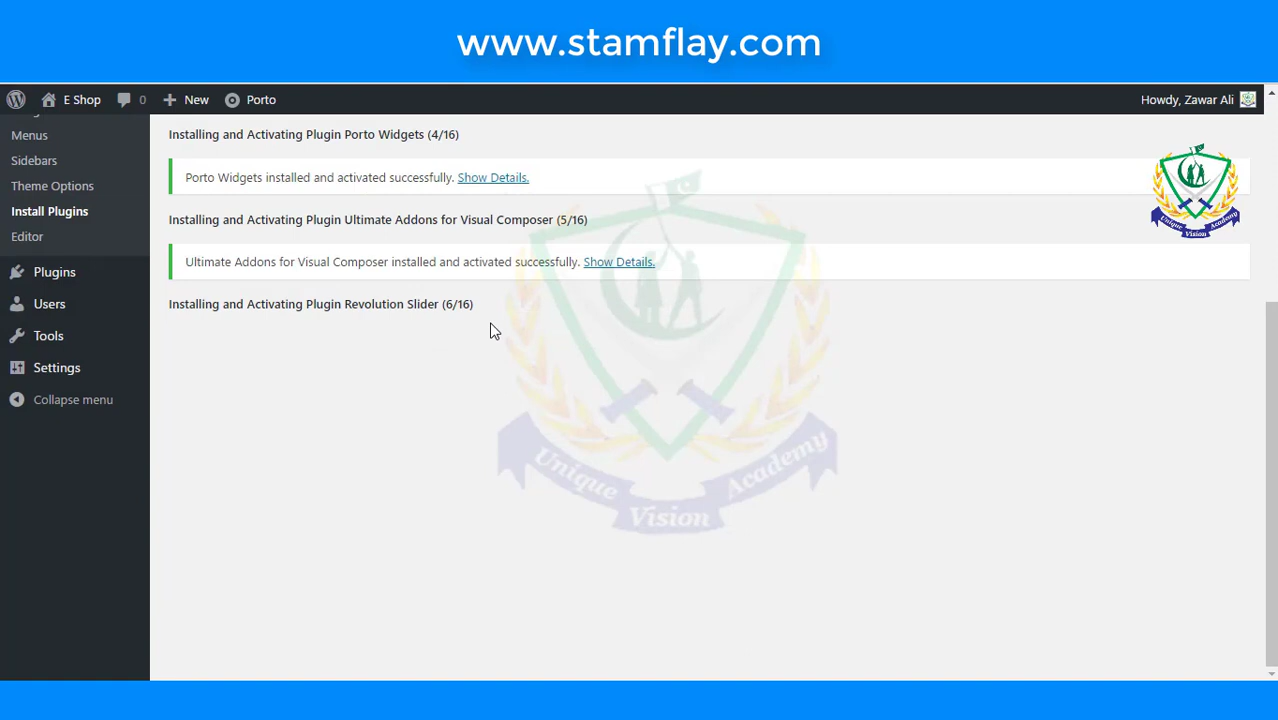 www.stamflay.com
E Shop
0
New
Porto
Howdy, Zawar Ali
Menus
Sidebars
Theme Options
Install Plugins
Editor
Plugins
Users
Tools
Settings
Collapse menu
Installing and Activating Plugin Porto Widgets (4/16)
Porto Widgets installed and activated successfully. Show Details.
Installing and Activating Plugin Ultimate Addons for Visual Composer (5/16)
Ultimate Addons for Visual Composer installed and activated successfully. Show Details.
Installing and Activating Plugin Revolution Slider (6/16)
Unique Vision Academy
Unique Vision Academy